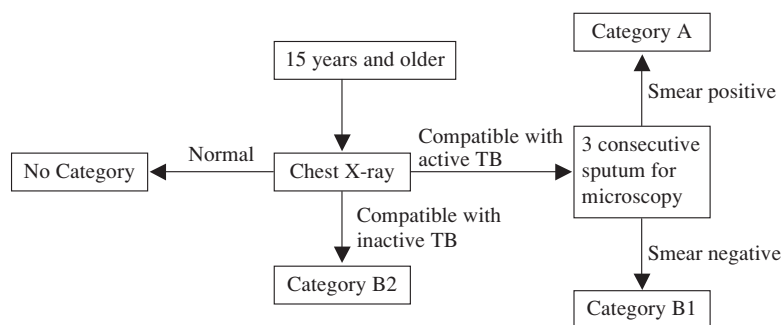 Category A
15 years and older
Smear positive
Compatible with
active TB
3 consecutive
sputum for
microscopy
Normal
No Category
Chest X-ray
Compatible with
inactive TB
Smear negative
Category B2
Category B1